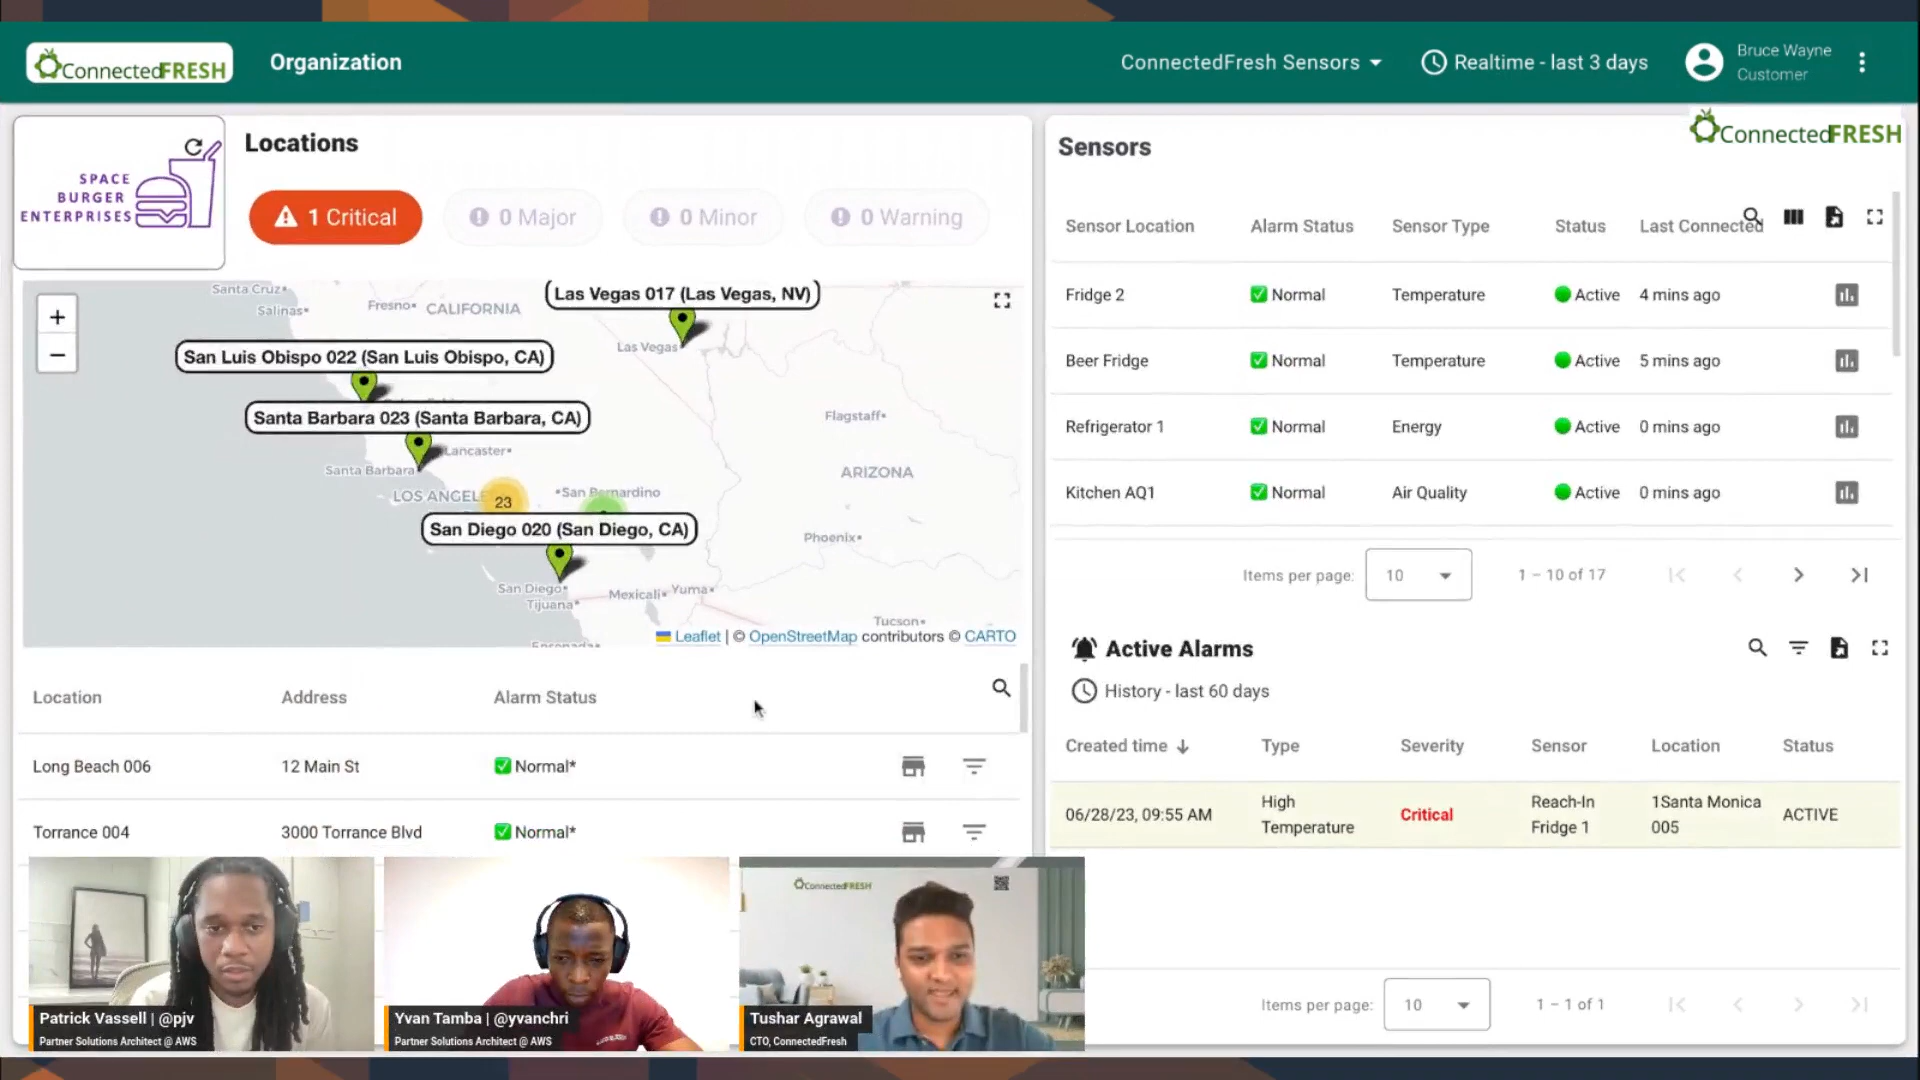 ConnectedFRESH
Organization
ConnectedFresh Sensors
Realtime - last 3 days
Bruce Wayne
Customer
SPACE
BURGER
ENTERPRISES
Locations
1 Critical
0 Major
0 Minor
0 Warning
+
−
Santa Cruz
Salinas
Fresno
CALIFORNIA
Las Vegas 017 (Las Vegas, NV)
Las Vegas
San Luis Obispo 022 (San Luis Obispo, CA)
Santa Barbara 023 (Santa Barbara, CA)
Flagstaff
Lancaster
Santa Barbara
ARIZONA
LOS ANGEL
23
San Bernardino
San Diego 020 (San Diego, CA)
Phoenix
San Diego
Tijuana
Mexicali
Yuma
Tucson
Ensenada
Leaflet | © OpenStreetMap contributors © CARTO
Location Address Alarm Status
Long Beach 006 12 Main St Normal*
Torrance 004 3000 Torrance Blvd Normal*
ConnectedFRESH
Sensors
Sensor Location Alarm Status Sensor Type Status Last Connected
Fridge 2 Normal Temperature Active 4 mins ago
Beer Fridge Normal Temperature Active 5 mins ago
Refrigerator 1 Normal Energy Active 0 mins ago
Kitchen AQ1 Normal Air Quality Active 0 mins ago
Items per page: 10 1 – 10 of 17
Active Alarms
History - last 60 days
Created time Type Severity Sensor Location Status
06/28/23, 09:55 AM High Temperature Critical Reach-In Fridge 1 1Santa Monica 005 ACTIVE
Items per page: 10 1 – 1 of 1
Patrick Vassell | @pjv
Partner Solutions Architect @ AWS
Yvan Tamba | @yvanchri
Partner Solutions Architect @ AWS
ConnectedFRESH
Tushar Agrawal
CTO, ConnectedFresh